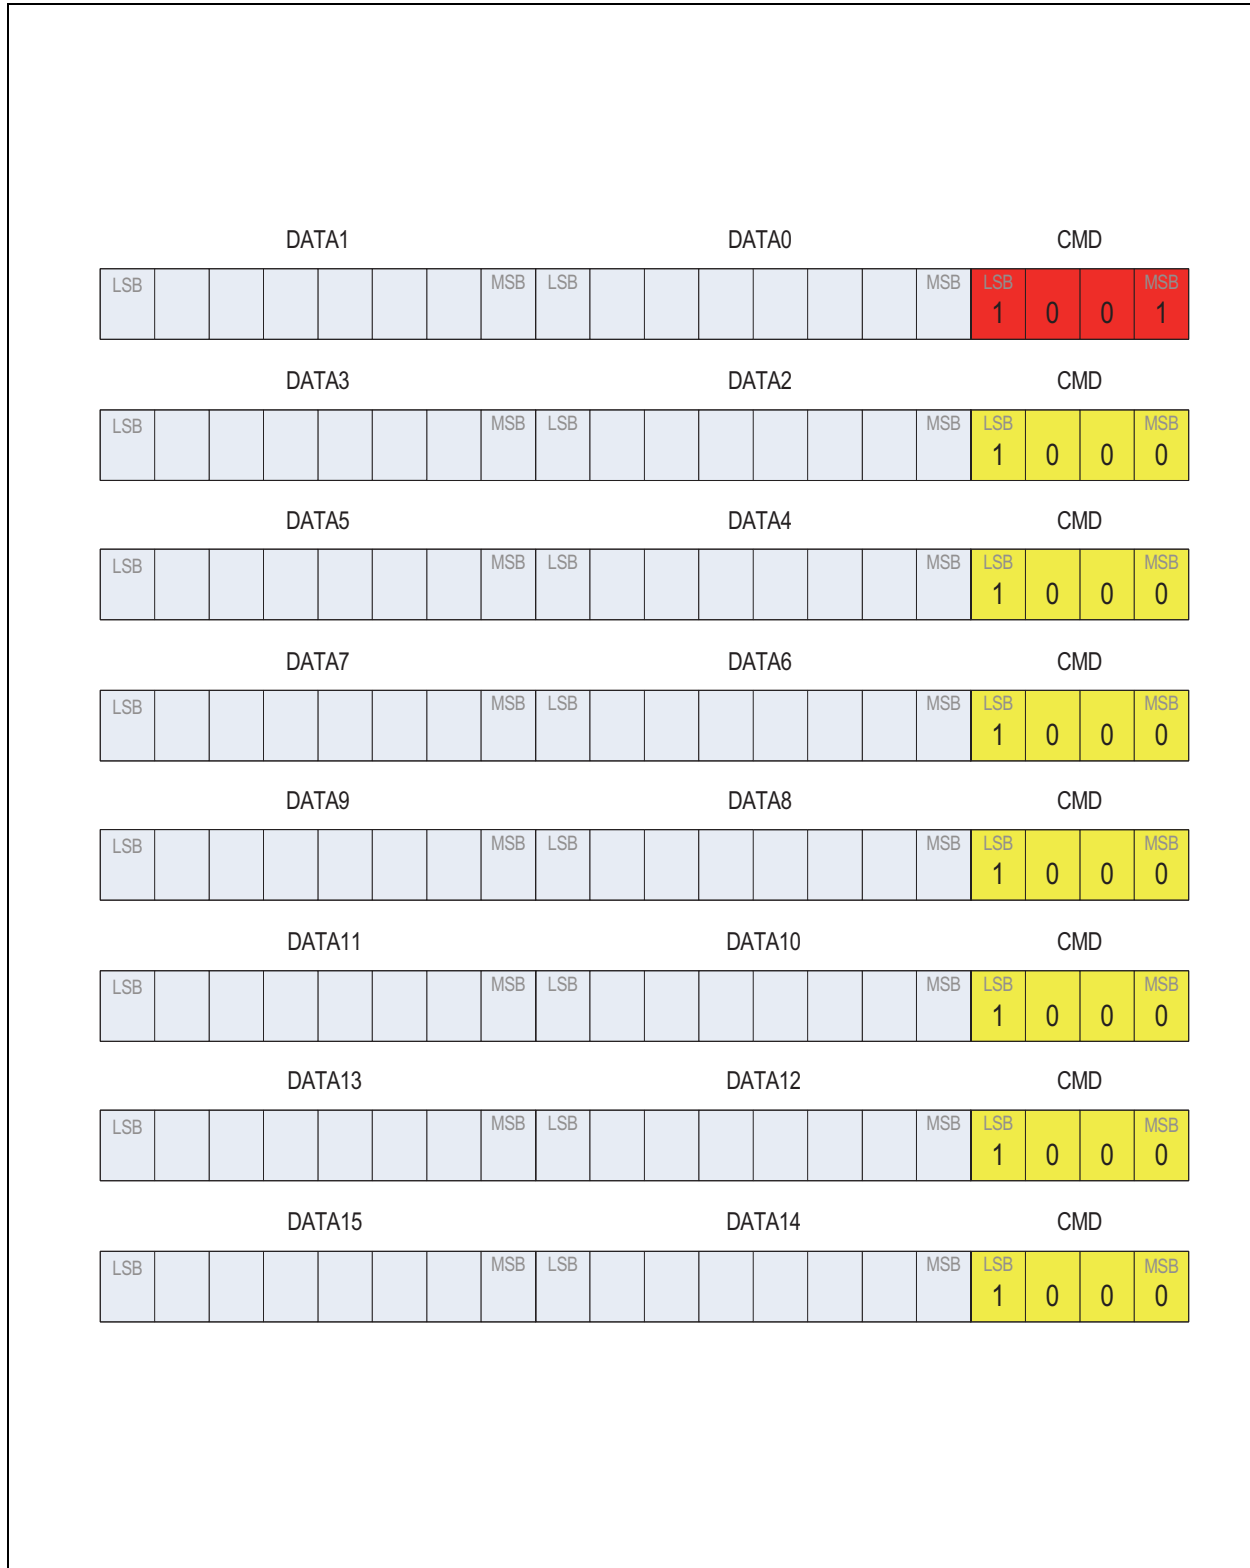 DATA1 DATA0 CMD
LSB MSB LSB MSB LSB MSB
1 0 0 1
DATA3 DATA2 CMD
LSB MSB LSB MSB LSB MSB
1 0 0 0
DATA5 DATA4 CMD
LSB MSB LSB MSB LSB MSB
1 0 0 0
DATA7 DATA6 CMD
LSB MSB LSB MSB LSB MSB
1 0 0 0
DATA9 DATA8 CMD
LSB MSB LSB MSB LSB MSB
1 0 0 0
DATA11 DATA10 CMD
LSB MSB LSB MSB LSB MSB
1 0 0 0
DATA13 DATA12 CMD
LSB MSB LSB MSB LSB MSB
1 0 0 0
DATA15 DATA14 CMD
LSB MSB LSB MSB LSB MSB
1 0 0 0